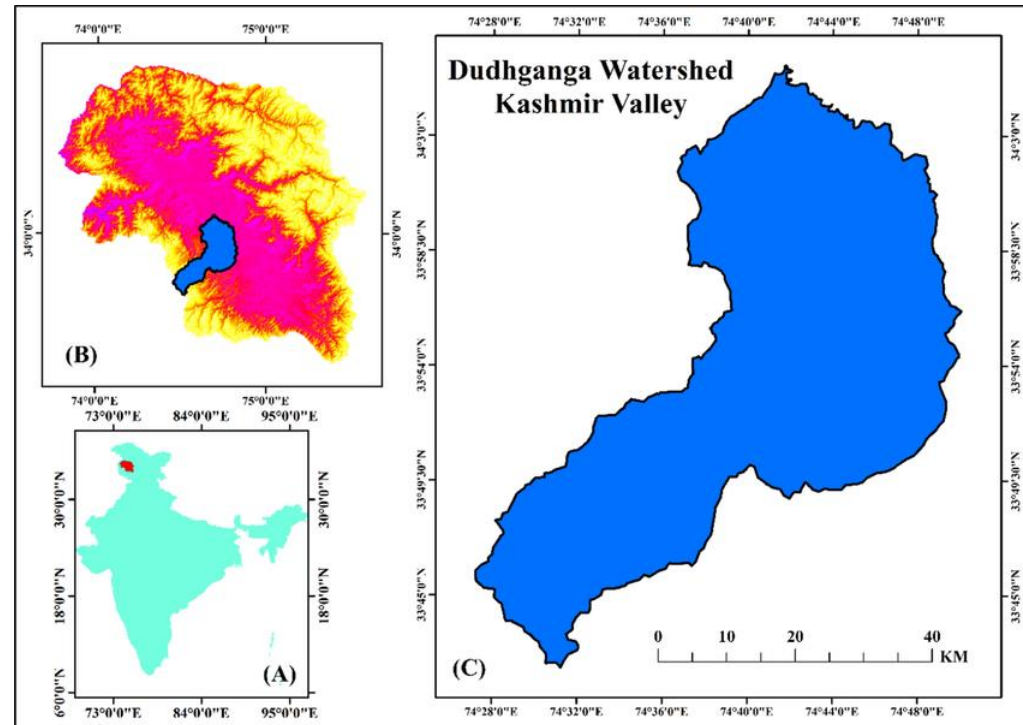 74°0'0"E 75°0'0"E
34°0'0"N
34°0'0"N
(B)
74°0'0"E 75°0'0"E
73°0'0"E 84°0'0"E 95°0'0"E
30°0'0"N
18°0'0"N
6°0'0"N
30°0'0"N
18°0'0"N
6°0'0"N
(A)
73°0'0"E 84°0'0"E 95°0'0"E
74°28'0"E 74°32'0"E 74°36'0"E 74°40'0"E 74°44'0"E 74°48'0"E
Dudhganga Watershed
Kashmir Valley
34°3'0"N
33°58'30"N
33°54'0"N
33°49'30"N
33°45'0"N
34°3'0"N
33°58'30"N
33°54'0"N
33°49'30"N
33°45'0"N
0 10 20 40
KM
(C)
74°28'0"E 74°32'0"E 74°36'0"E 74°40'0"E 74°44'0"E 74°48'0"E